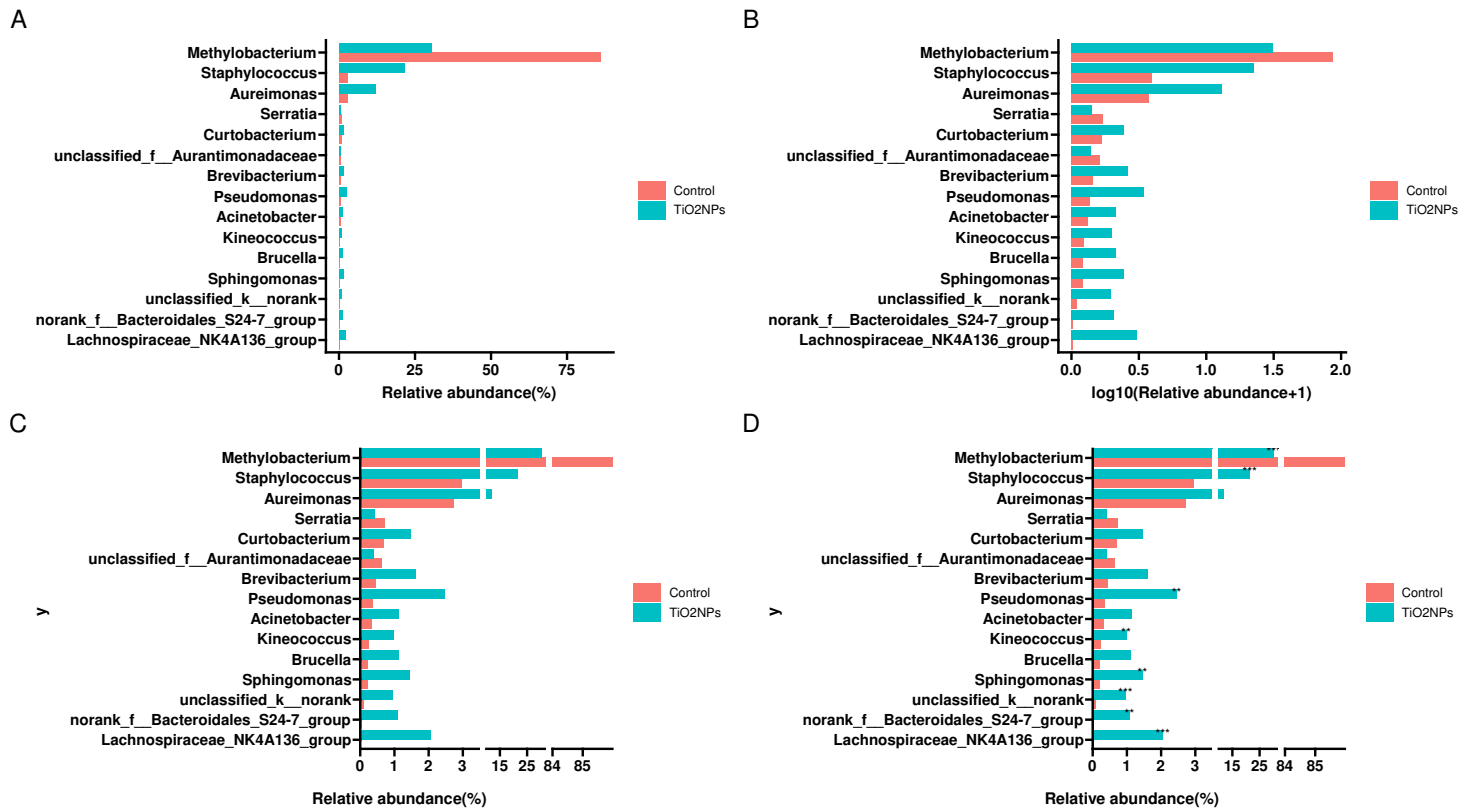 A
Methylobacterium
Staphylococcus
Aureimonas
Serratia
Curtobacterium
unclassified_f__Aurantimonadaceae
Brevibacterium
Pseudomonas
Acinetobacter
Kineococcus
Brucella
Sphingomonas
unclassified_k__norank
norank_f__Bacteroidales_S24-7_group
Lachnospiraceae_NK4A136_group
0 25 50 75
Relative abundance(%)
Control
TiO2NPs
B
Methylobacterium
Staphylococcus
Aureimonas
Serratia
Curtobacterium
unclassified_f__Aurantimonadaceae
Brevibacterium
Pseudomonas
Acinetobacter
Kineococcus
Brucella
Sphingomonas
unclassified_k__norank
norank_f__Bacteroidales_S24-7_group
Lachnospiraceae_NK4A136_group
0.0 0.5 1.0 1.5 2.0
log10(Relative abundance+1)
Control
TiO2NPs
C
y
Methylobacterium
Staphylococcus
Aureimonas
Serratia
Curtobacterium
unclassified_f__Aurantimonadaceae
Brevibacterium
Pseudomonas
Acinetobacter
Kineococcus
Brucella
Sphingomonas
unclassified_k__norank
norank_f__Bacteroidales_S24-7_group
Lachnospiraceae_NK4A136_group
0 1 2 3 15 25 84 85
Relative abundance(%)
Control
TiO2NPs
D
y
Methylobacterium ***
Staphylococcus ***
Aureimonas
Serratia
Curtobacterium
unclassified_f__Aurantimonadaceae
Brevibacterium
Pseudomonas **
Acinetobacter
Kineococcus **
Brucella
Sphingomonas **
unclassified_k__norank ***
norank_f__Bacteroidales_S24-7_group **
Lachnospiraceae_NK4A136_group ***
0 1 2 3 15 25 84 85
Relative abundance(%)
Control
TiO2NPs